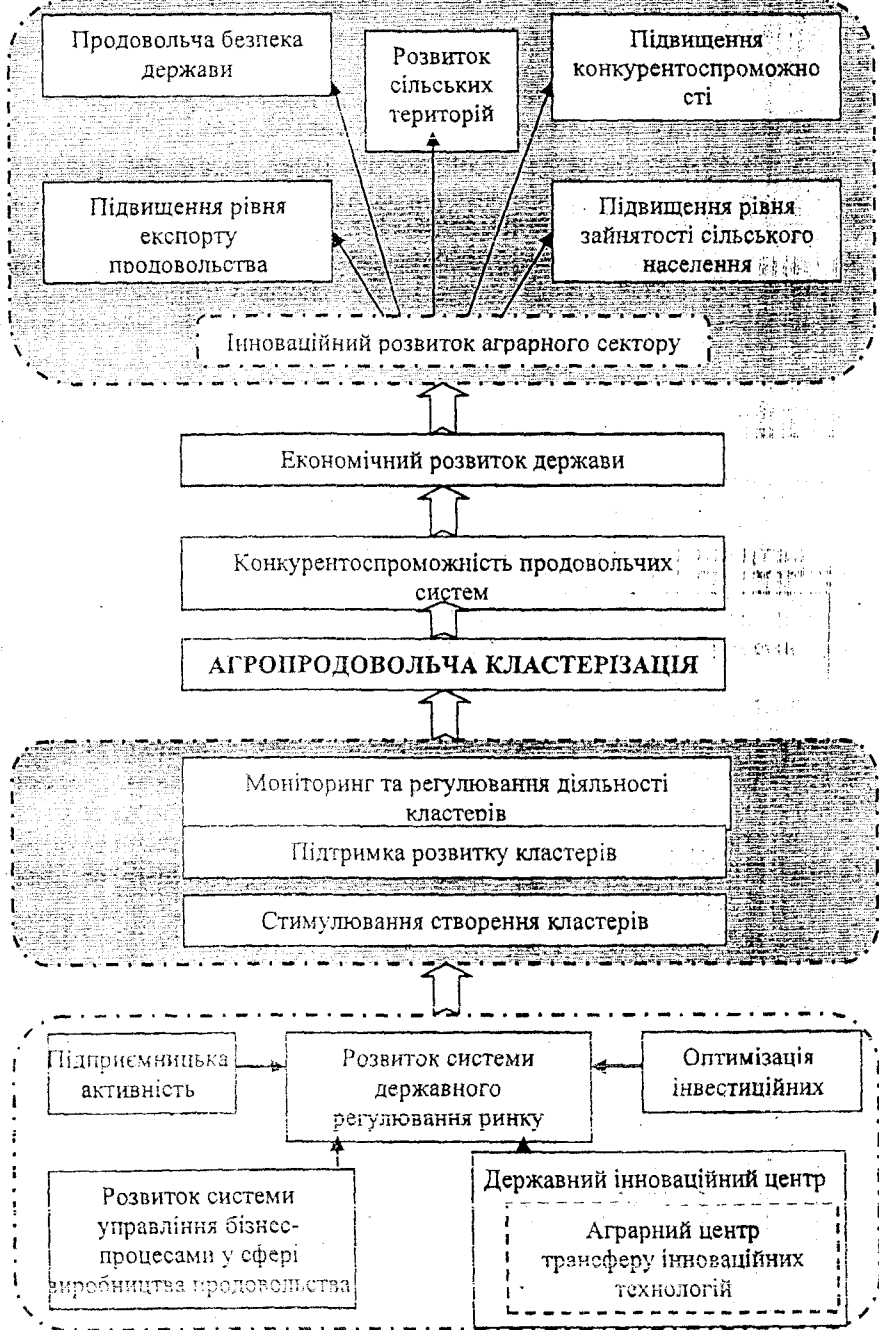 Продовольча безпека
держави
Розвиток
сільських
територій
Підвищення
конкурентоспроможно
сті
Підвищення рівня
експорту
продовольства
Підвищення рівня
зайнятості сільського
населення
Інноваційний розвиток аграрного сектору
Економічний розвиток держави
Конкурентоспроможність продовольчих
систем
АГРОПРОДОВОЛЬЧА КЛАСТЕРІЗАЦІЯ
Моніторинг та регулювання діяльності
кластерів
Підтримка розвитку кластерів
Стимулювання створення кластерів
Підприємницька
активність
Розвиток системи
державного
регулювання ринку
Оптимізація
інвестиційних
Розвиток системи
управління бізнес-
процесами у сфері
виробництва продовольства
Державний інноваційний центр
Аграрний центр
трансферу інноваційних
технологій